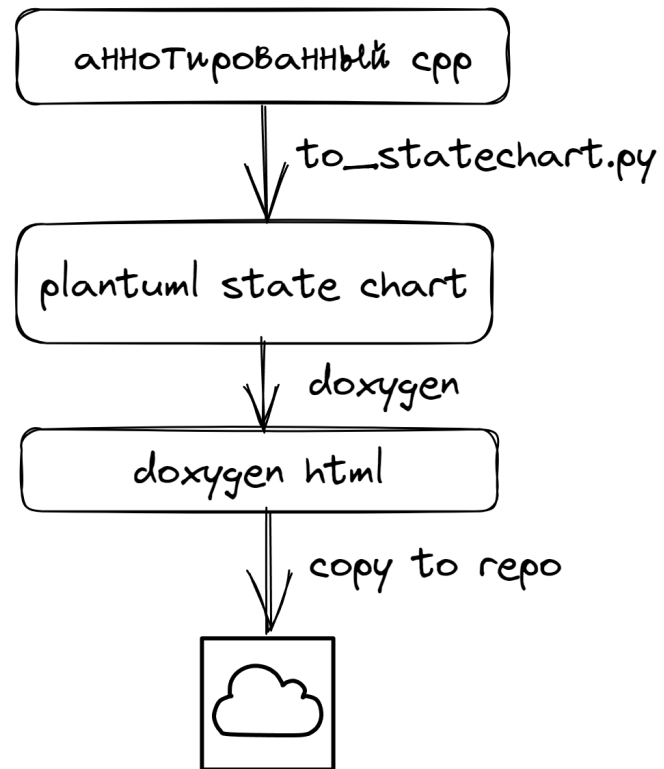 аннотированный cpp
to_statechart.py
plantuml state chart
doxygen
doxygen html
copy to repo